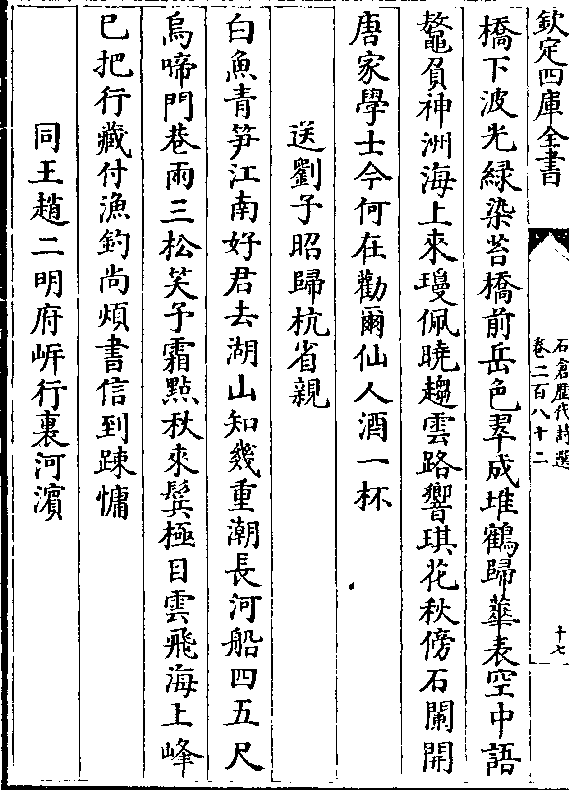 欽定四庫全書
石倉歷代詩選
卷二百八十二
十七
橋下波光緑染苔橋前岳色翠成堆鶴歸華表空中語
鼇負神洲海上來瓊佩曉趨雲路響琪花秋傍石闌開
唐家學士今何在勸爾仙人酒一杯
送劉子昭歸杭省親
白魚青笋江南好君去湖山知幾重潮長河船四五尺
烏啼門巷兩三松笑予霜點秋來鬂極目雲飛海上峰
已把行藏付漁釣尚煩書信到踈慵
同王趙二明府㟁行裏河濵